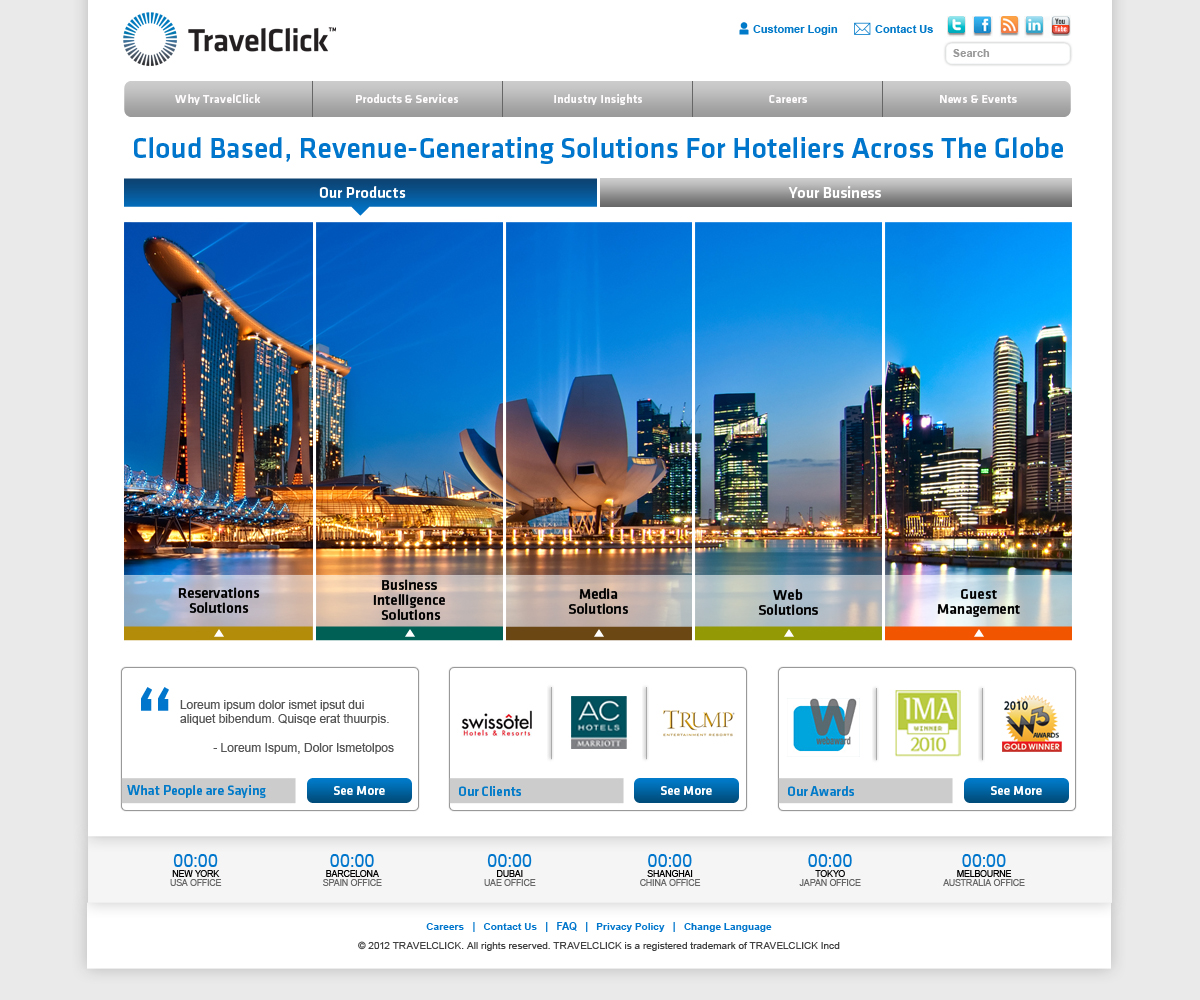 TravelClick™
Customer Login
Contact Us
t
f
in
You
Tube
Search
Why TravelClick
Products & Services
Industry Insights
Careers
News & Events
Cloud Based, Revenue-Generating Solutions For Hoteliers Across The Globe
Our Products
Your Business
Reservations
Solutions
Business
Intelligence
Solutions
Media
Solutions
Web
Solutions
Guest
Management
“
Lorem ipsum dolor ismet ipsut dui
aliquet bibendum. Quisqe erat thuurpis.
- Loreum Ispum, Dolor Ismetolpos
What People are Saying
See More
swissôtel
Hotels & Resorts
AC
HOTELS
MARRIOTT
TRUMP
ENTERTAINMENT RESORTS
Our Clients
See More
W
webaward
IMA
WINNER
2010
2010
W3
AWARDS
GOLD WINNER
Our Awards
See More
00:00
NEW YORK
USA OFFICE
00:00
BARCELONA
SPAIN OFFICE
00:00
DUBAI
UAE OFFICE
00:00
SHANGHAI
CHINA OFFICE
00:00
TOKYO
JAPAN OFFICE
00:00
MELBOURNE
AUSTRALIA OFFICE
Careers | Contact Us | FAQ | Privacy Policy | Change Language
© 2012 TRAVELCLICK. All rights reserved. TRAVELCLICK is a registered trademark of TRAVELCLICK Incd